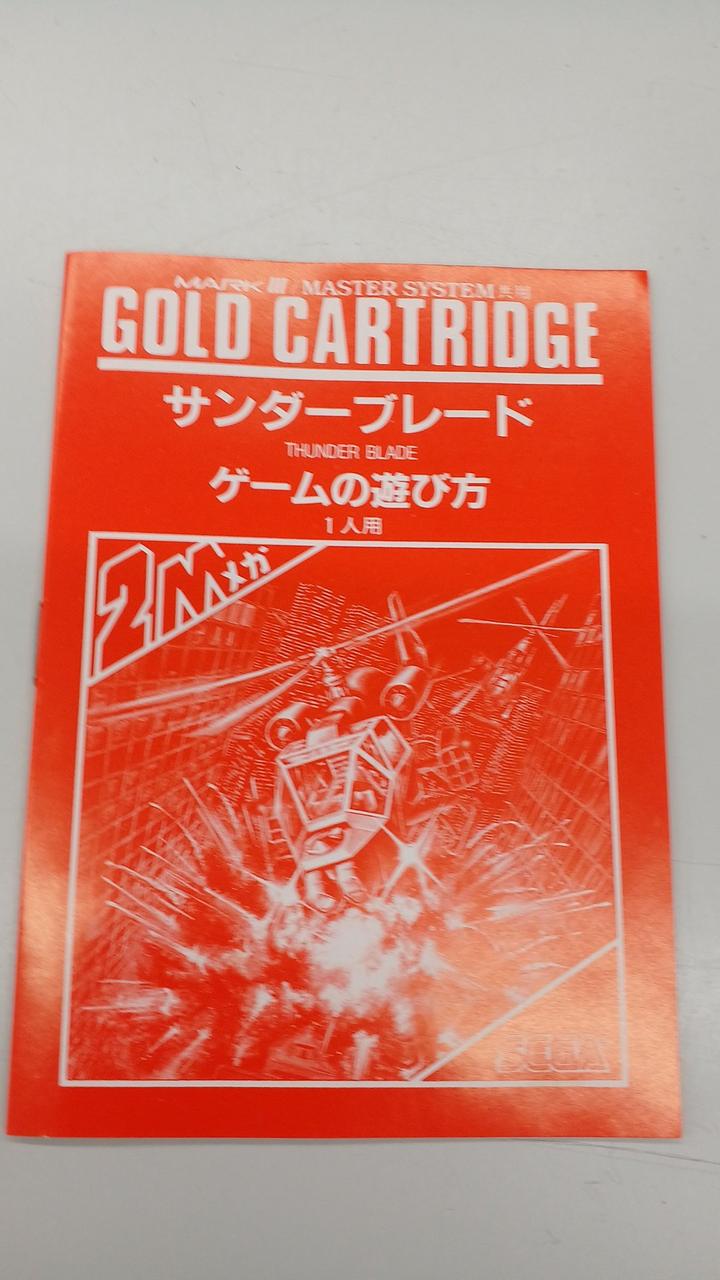 MARK III / MASTER SYSTEM 共用
GOLD CARTRIDGE
サンダーブレード
THUNDER BLADE
ゲームの遊び方
1人用
2Mメガ
SEGA